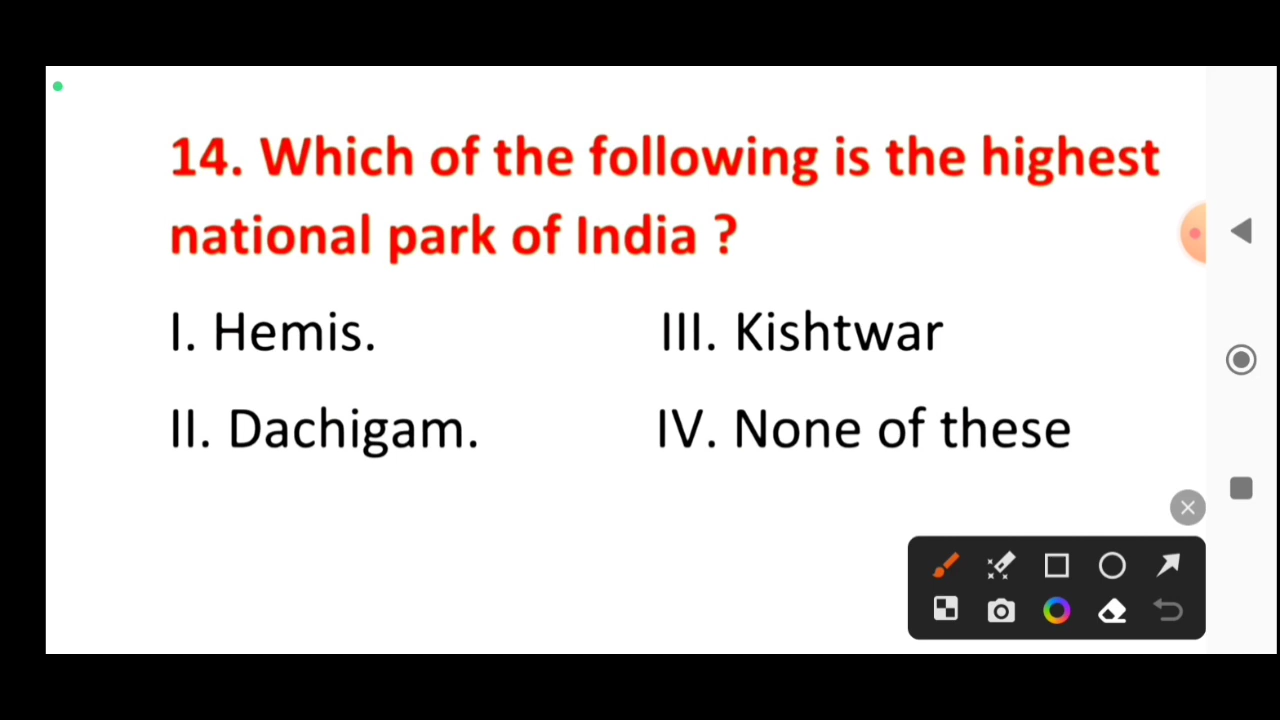 14. Which of the following is the highest
national park of India ?
I. Hemis.
III. Kishtwar
II. Dachigam.
IV. None of these